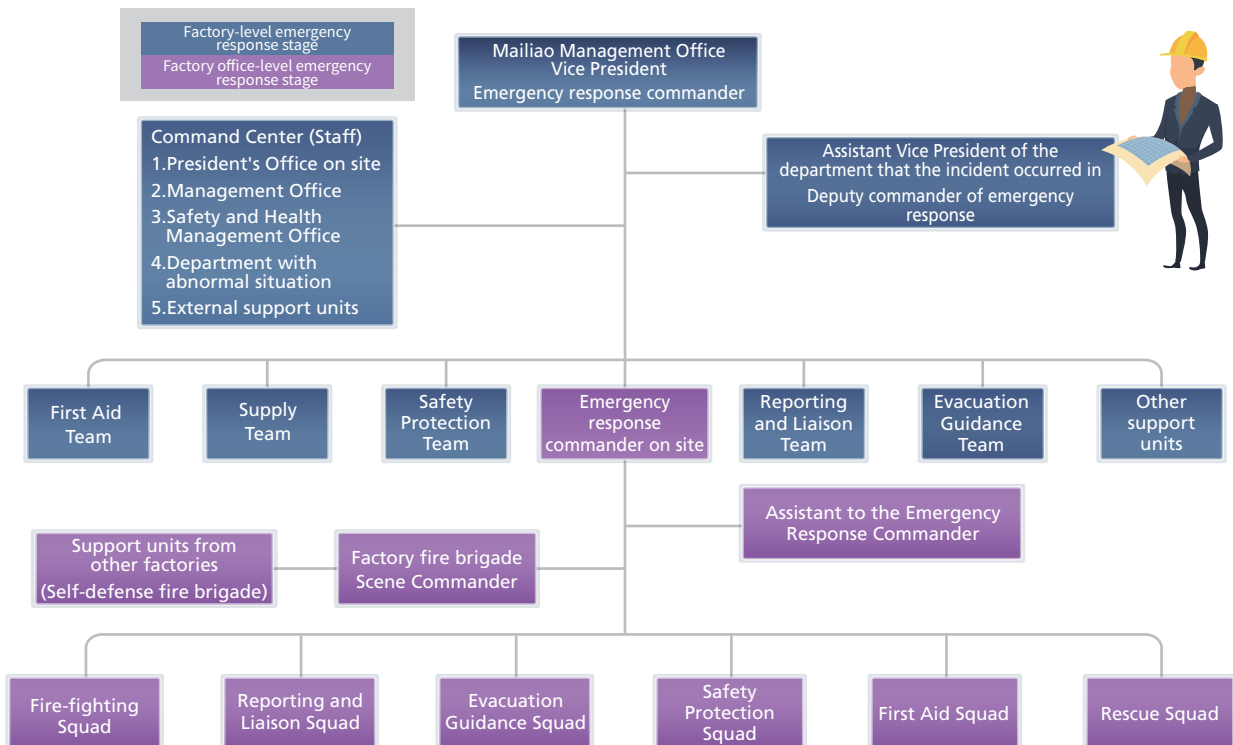 Factory-level emergency
response stage
Factory office-level emergency
response stage
Mailiao Management Office
Vice President
Emergency response commander
Command Center (Staff)
1.President's Office on site
2.Management Office
3.Safety and Health
Management Office
4.Department with
abnormal situation
5.External support units
Assistant Vice President of the
department that the incident occurred in
Deputy commander of emergency
response
First Aid
Team
Supply
Team
Safety
Protection
Team
Emergency
response
commander on site
Reporting
and Liaison
Team
Evacuation
Guidance
Team
Other
support
units
Assistant to the Emergency
Response Commander
Support units from
other factories
(Self-defense fire brigade)
Factory fire brigade
Scene Commander
Fire-fighting
Squad
Reporting and
Liaison Squad
Evacuation
Guidance Squad
Safety
Protection
Squad
First Aid Squad
Rescue Squad